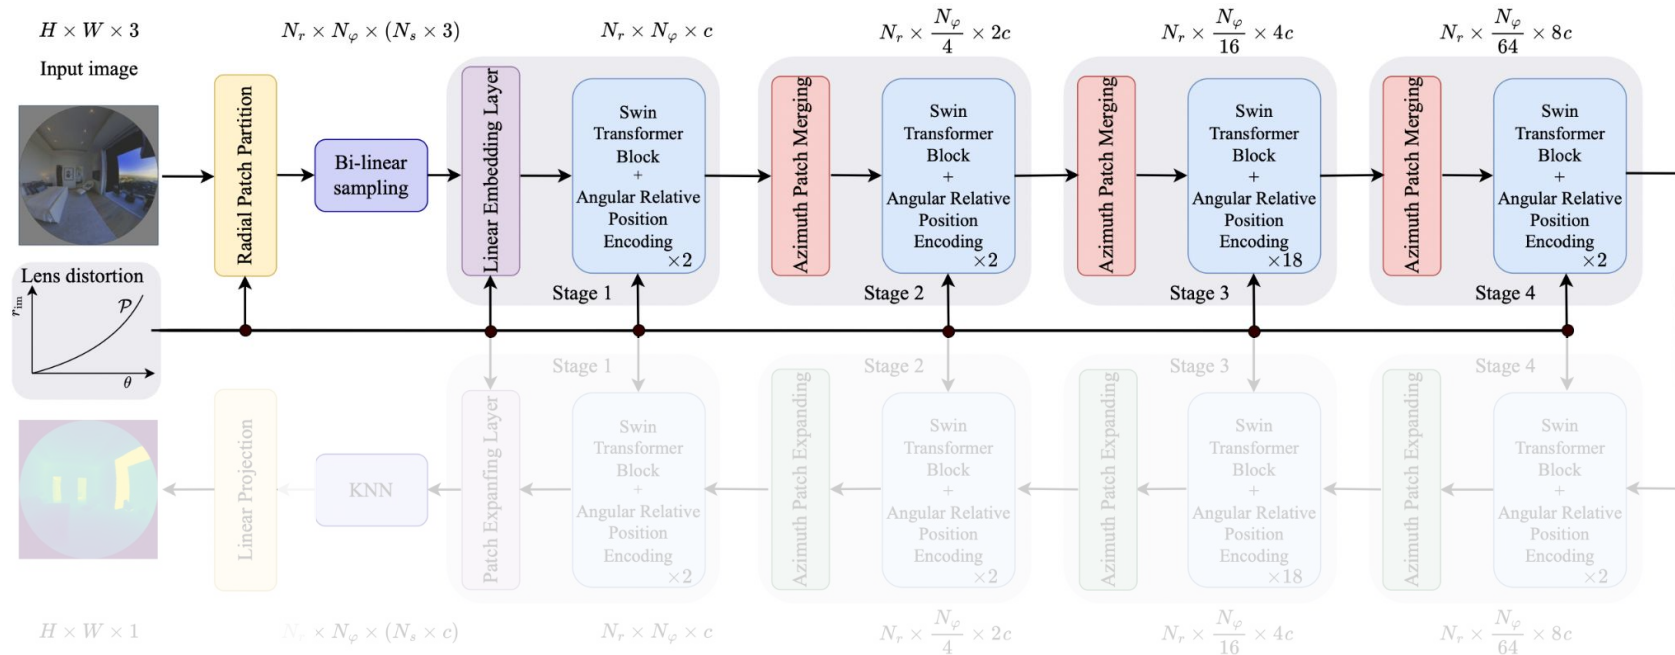 H × W × 3
N_r × N_φ × (N_s × 3)
N_r × N_φ × c
N_r × N_φ/4 × 2c
N_r × N_φ/16 × 4c
N_r × N_φ/64 × 8c
Input image
Radial Patch Partition
Bi-linear
sampling
Linear Embedding Layer
Swin
Transformer
Block
+
Angular Relative
Position
Encoding
×2
Stage 1
Azimuth Patch Merging
Swin
Transformer
Block
+
Angular Relative
Position
Encoding
×2
Stage 2
Azimuth Patch Merging
Swin
Transformer
Block
+
Angular Relative
Position
Encoding
×18
Stage 3
Azimuth Patch Merging
Swin
Transformer
Block
+
Angular Relative
Position
Encoding
×2
Stage 4
Lens distortion
r_im
𝒫
θ
Linear Projection
KNN
Stage 1
Patch Expanfing Layer
Swin
Transformer
Block
+
Angular Relative
Position
Encoding
×2
Stage 2
Azimuth Patch Expanding
Swin
Transformer
Block
+
Angular Relative
Position
Encoding
×2
Stage 3
Azimuth Patch Expanding
Swin
Transformer
Block
+
Angular Relative
Position
Encoding
×18
Stage 4
Azimuth Patch Expanding
Swin
Transformer
Block
+
Angular Relative
Position
Encoding
×2
H × W × 1
N_r × N_φ × (N_s × c)
N_r × N_φ × c
N_r × N_φ/4 × 2c
N_r × N_φ/16 × 4c
N_r × N_φ/64 × 8c